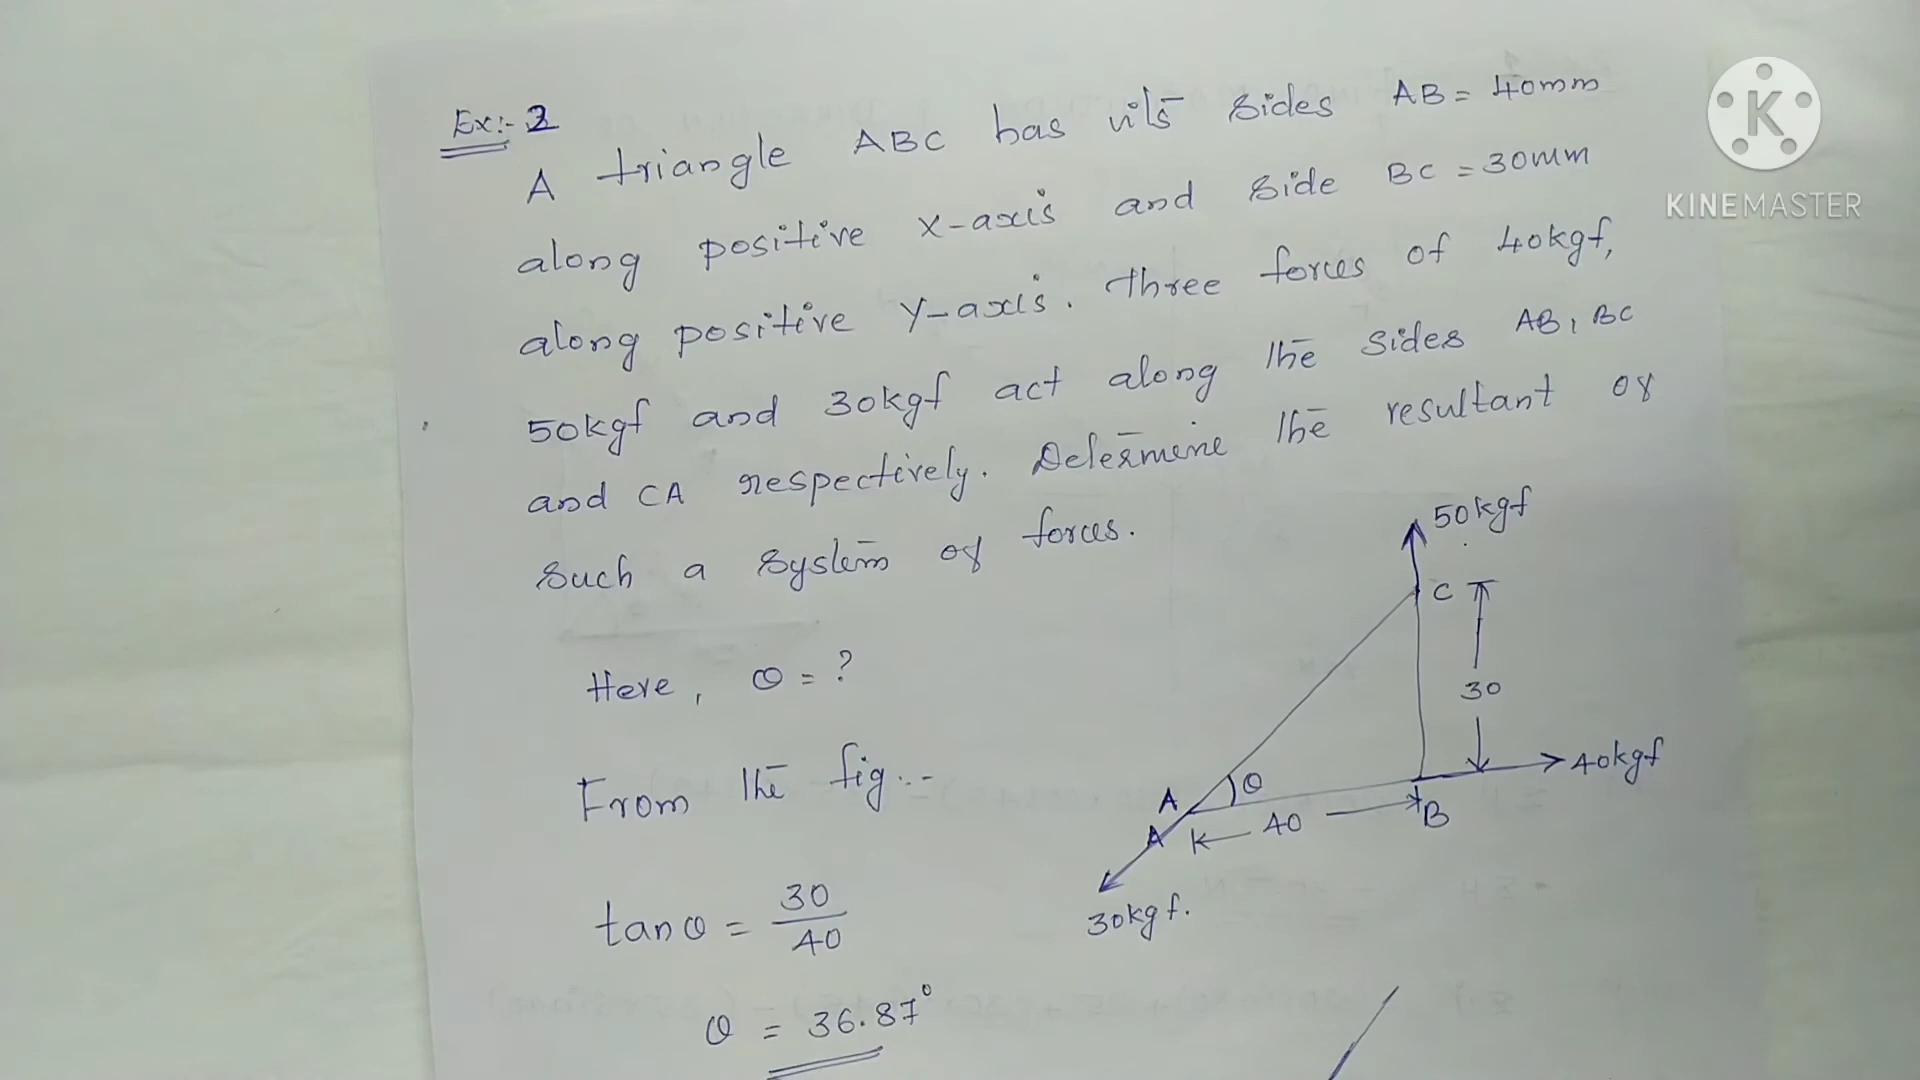 Ex:- 2
A triangle ABC has its sides AB = 40mm
along positive X-axis and side BC = 30mm
along positive Y-axis. Three forces of 40kgf,
50kgf and 30kgf act along the sides AB, BC
and CA respectively. Determine the resultant of
such a system of forces.
Here, θ = ?
From the fig :-
tanθ = 30/40
θ = 36.87°
50kgf
C
30
40kgf
A
θ
B
A
40
30kgf.
K
KINEMASTER